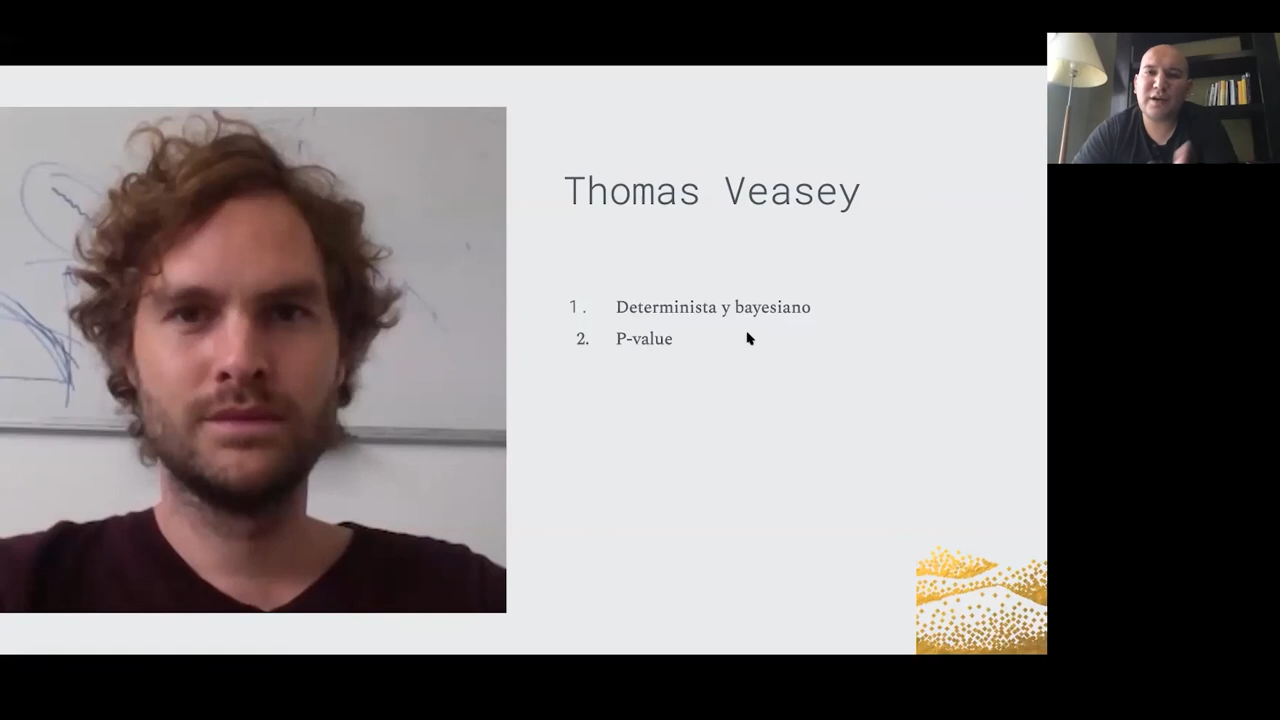 Thomas Veasey
1. Determinista y bayesiano
2. P-value